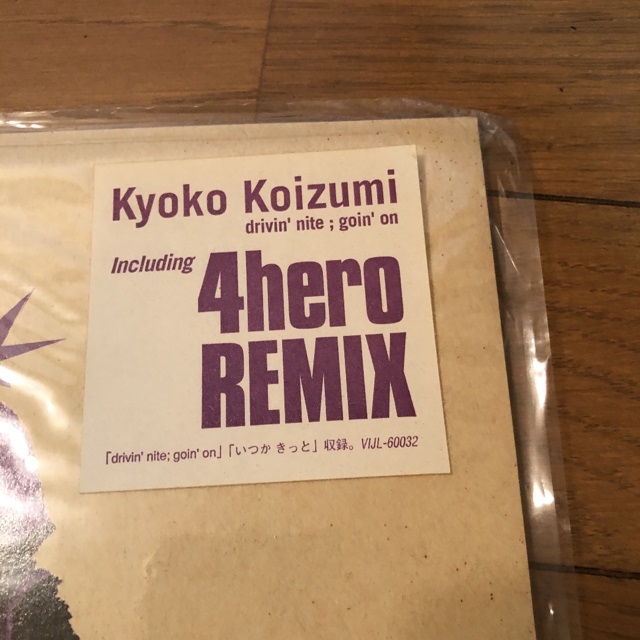 Kyoko Koizumi
drivin' nite ; goin' on
Including
4hero
REMIX
「drivin' nite; goin' on」「いつか きっと」収録。VIJL-60032